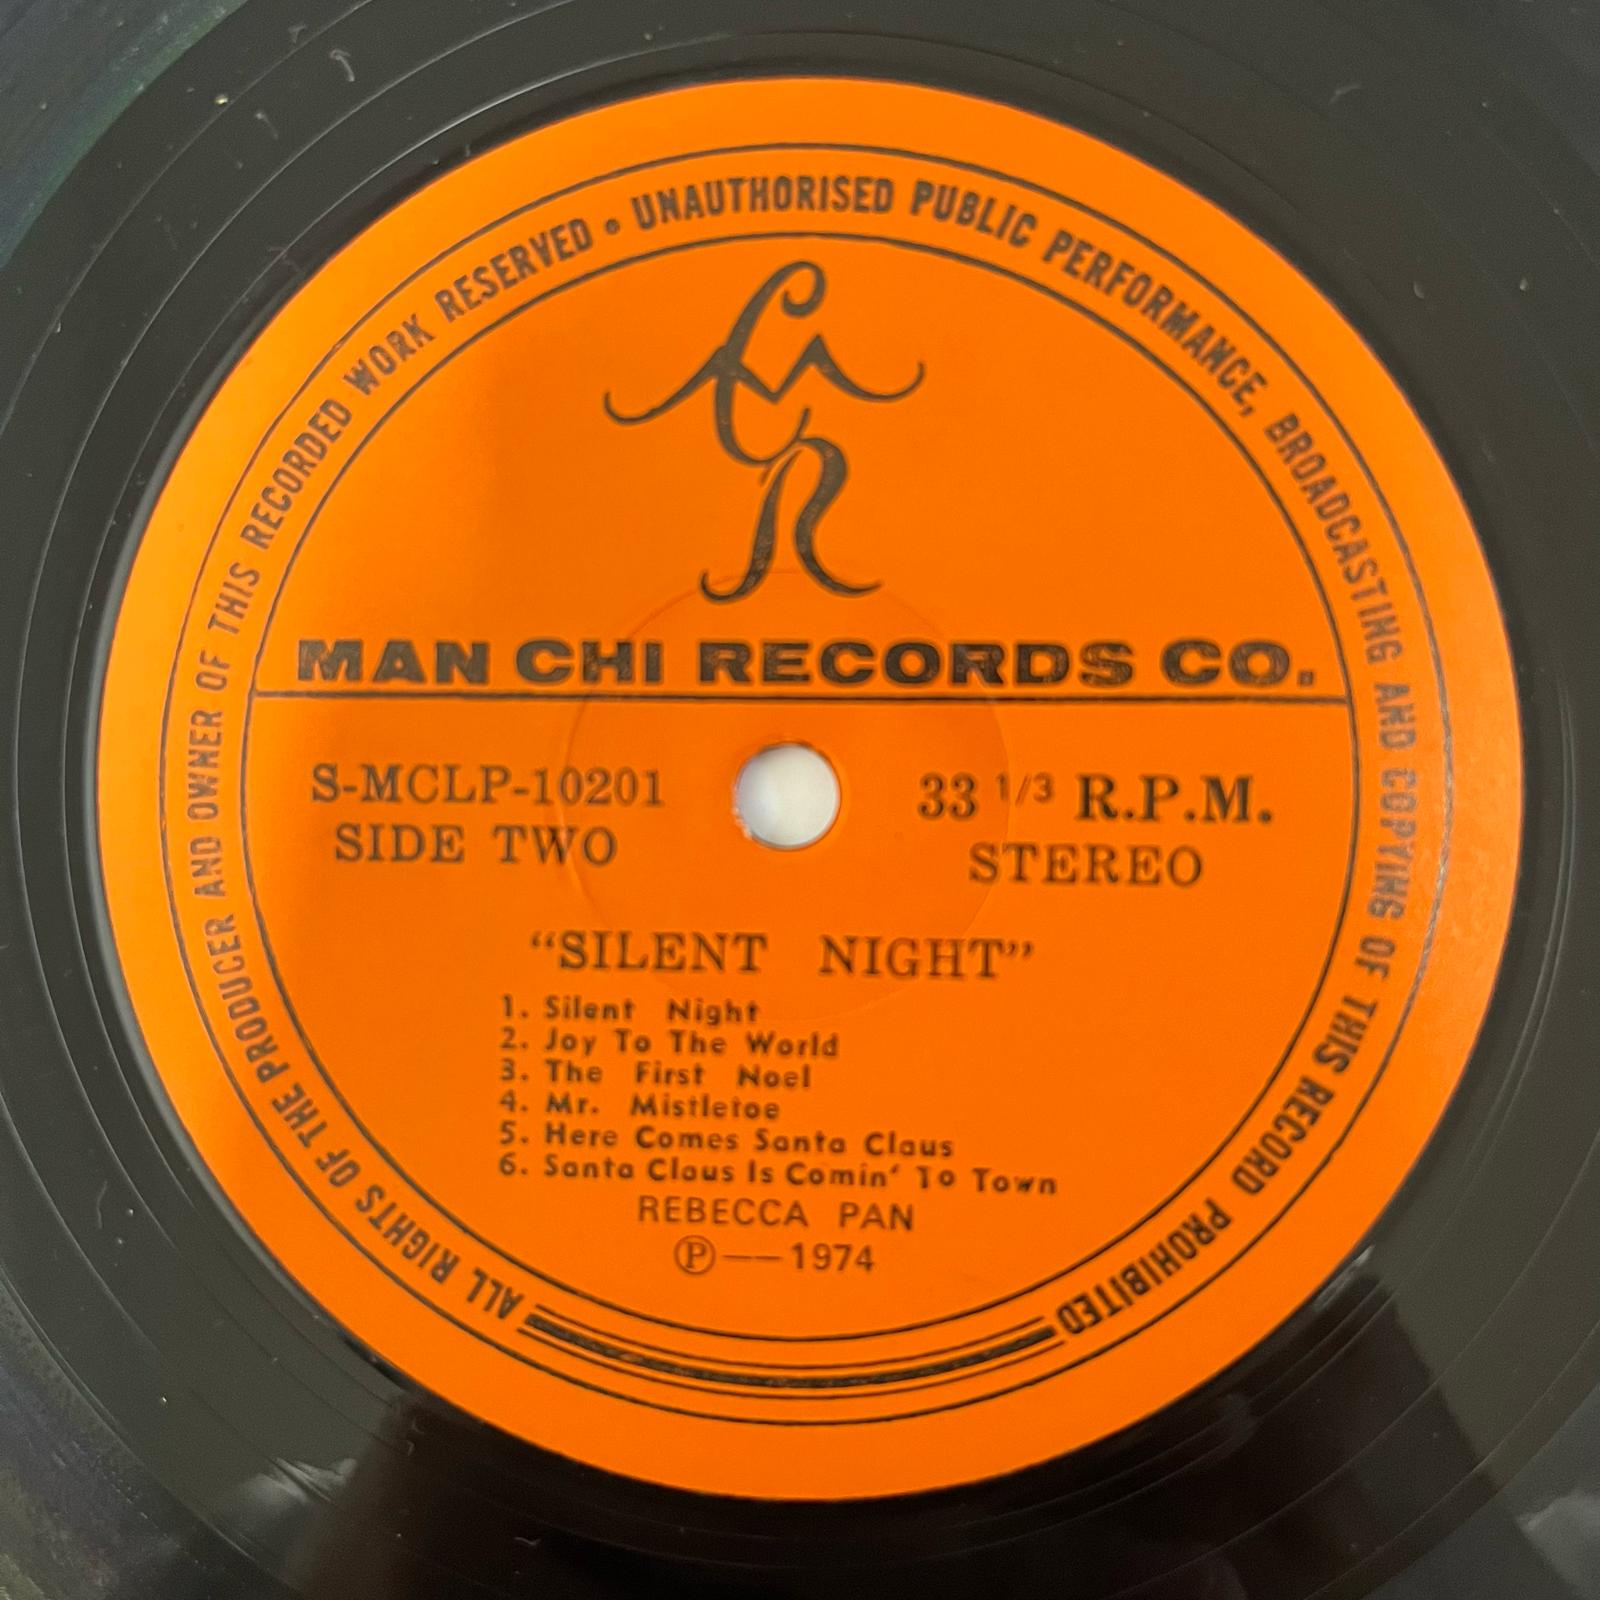 ALL RIGHTS OF THE PRODUCER AND OWNER OF THIS RECORDED WORK RESERVED • UNAUTHORISED PUBLIC PERFORMANCE, BROADCASTING AND COPYING OF THIS RECORD PROHIBITED
MCR
MAN CHI RECORDS CO.
S-MCLP-10201
SIDE TWO
33 1/3 R.P.M.
STEREO
“SILENT NIGHT”
1. Silent Night
2. Joy To The World
3. The First Noel
4. Mr. Mistletoe
5. Here Comes Santa Claus
6. Santa Claus Is Comin' To Town
REBECCA PAN
Ⓟ——1974